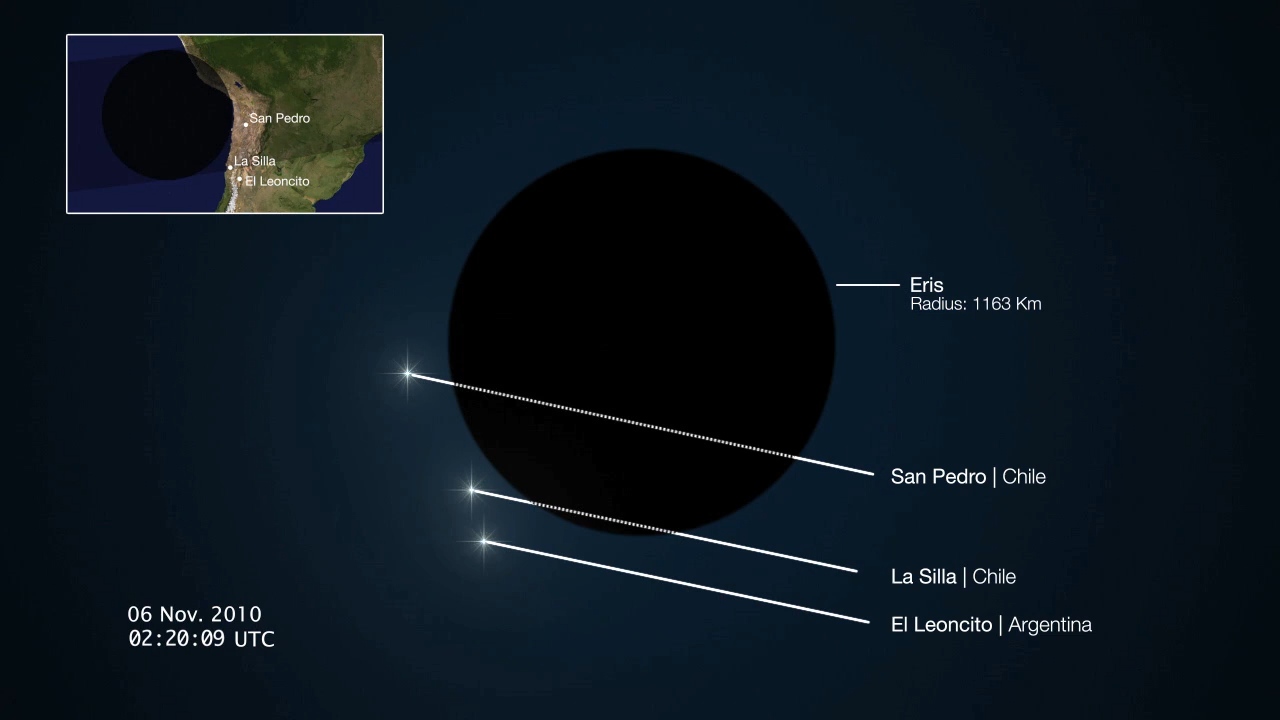 San Pedro
La Silla
El Leoncito
Eris
Radius: 1163 Km
San Pedro | Chile
La Silla | Chile
El Leoncito | Argentina
06 Nov. 2010
02:20:09 UTC